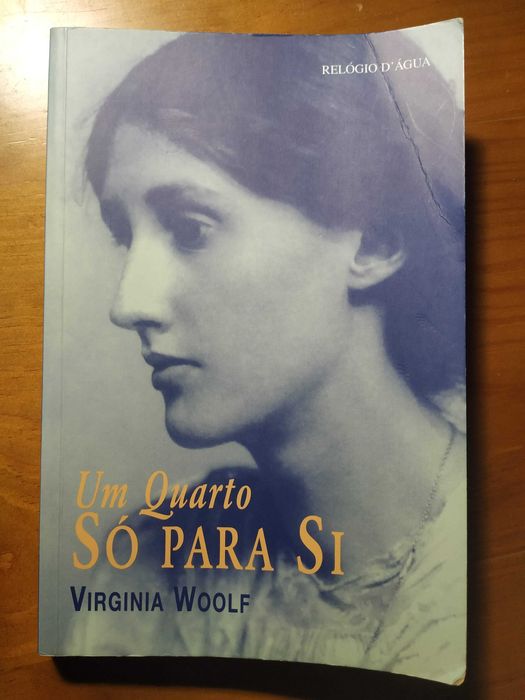 RELÓGIO D'ÁGUA
Um Quarto
SÓ PARA SI
VIRGINIA WOOLF